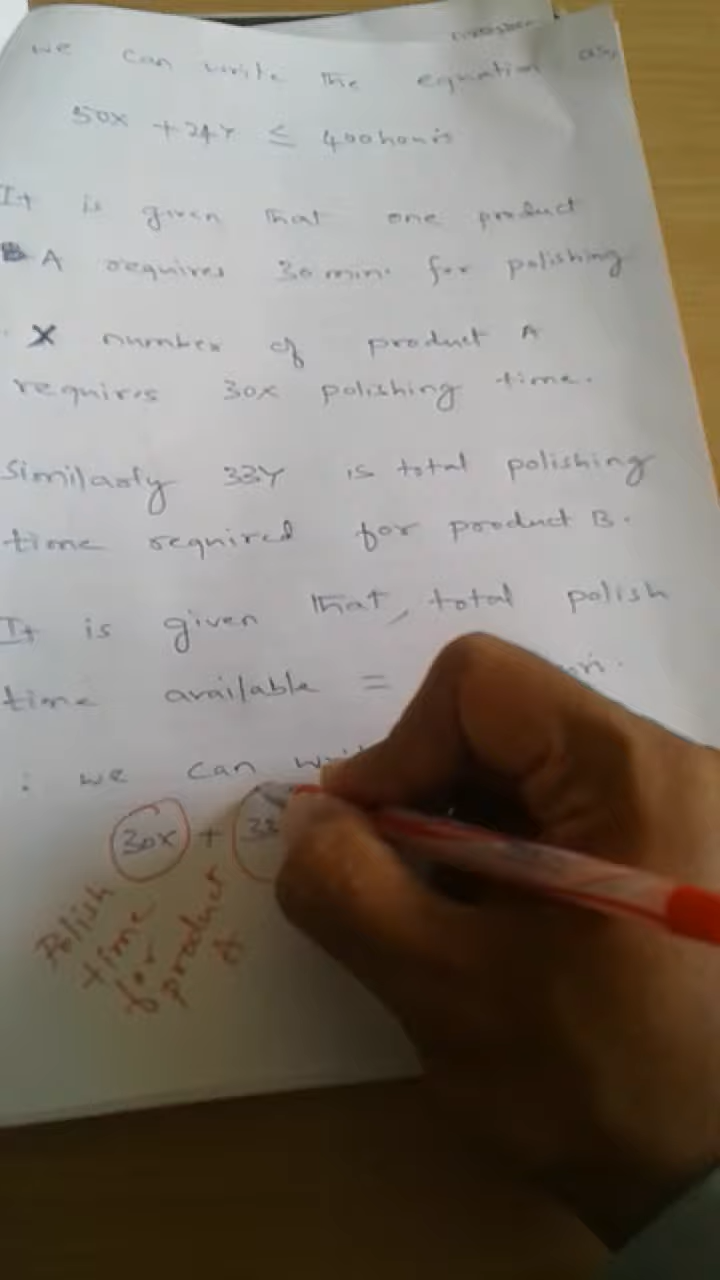 we can write the equation as,
50x + 24Y ≤ 400 hours
It is given that one product
A requires 30 min. for polishing
. X number of product A
requires 30x polishing time.
Similarly 33Y is total polishing
time required for product B.
It is given that, total polish
time available =
: we can
30x + 33
Polish time for product A